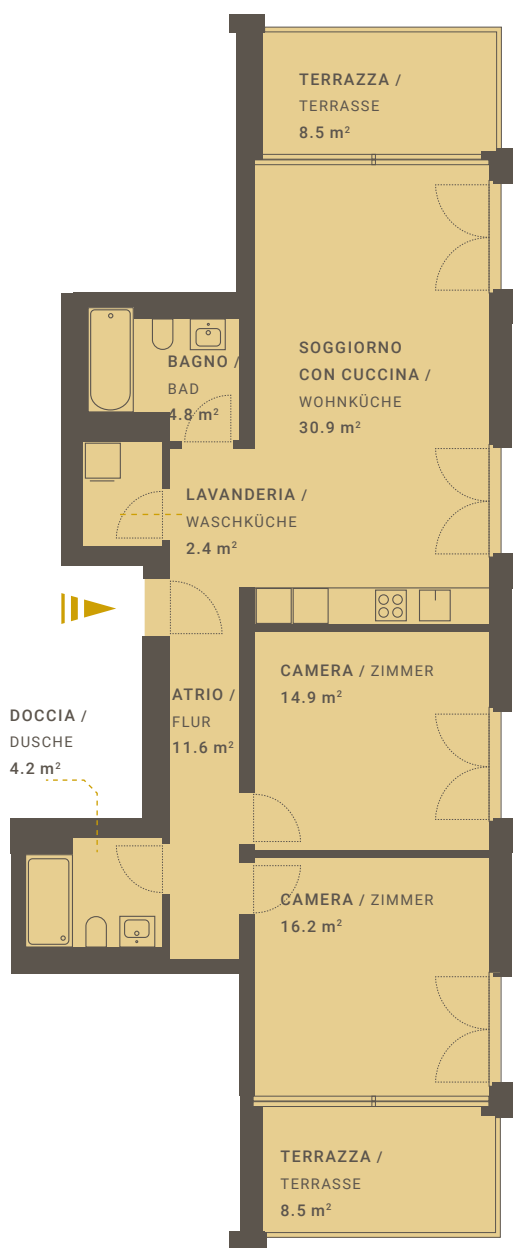 TERRAZZA /
TERRASSE
8.5 m²
SOGGIORNO
CON CUCCINA /
WOHNKÜCHE
30.9 m²
BAGNO /
BAD
4.8 m²
LAVANDERIA /
WASCHKÜCHE
2.4 m²
CAMERA / ZIMMER
14.9 m²
ATRIO /
FLUR
11.6 m²
DOCCIA /
DUSCHE
4.2 m²
CAMERA / ZIMMER
16.2 m²
TERRAZZA /
TERRASSE
8.5 m²